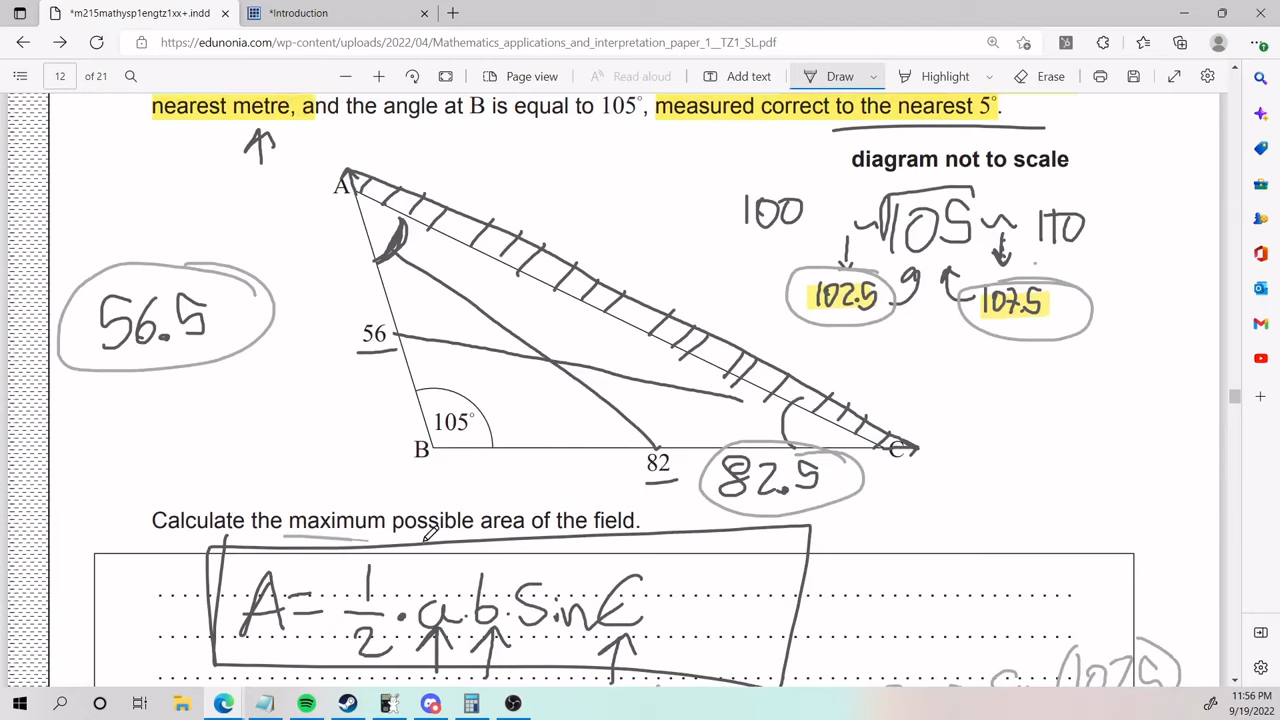 *m215mathysp1engtz1xx+.indd
*Introduction
https://edunonia.com/wp-content/uploads/2022/04/Mathematics_applications_and_interpretation_paper_1__TZ1_SL.pdf
12 of 21
Page view
Read aloud
Add text
Draw
Highlight
Erase
nearest metre, and the angle at B is equal to 105°, measured correct to the nearest 5°.
diagram not to scale
100 105 110
102.5 107.5
A
56.5
56
105°
B
C
82
82.5
Calculate the maximum possible area of the field.
A = 1/2 · a · b · Sin C
(107.5)
11:56 PM
9/19/2022